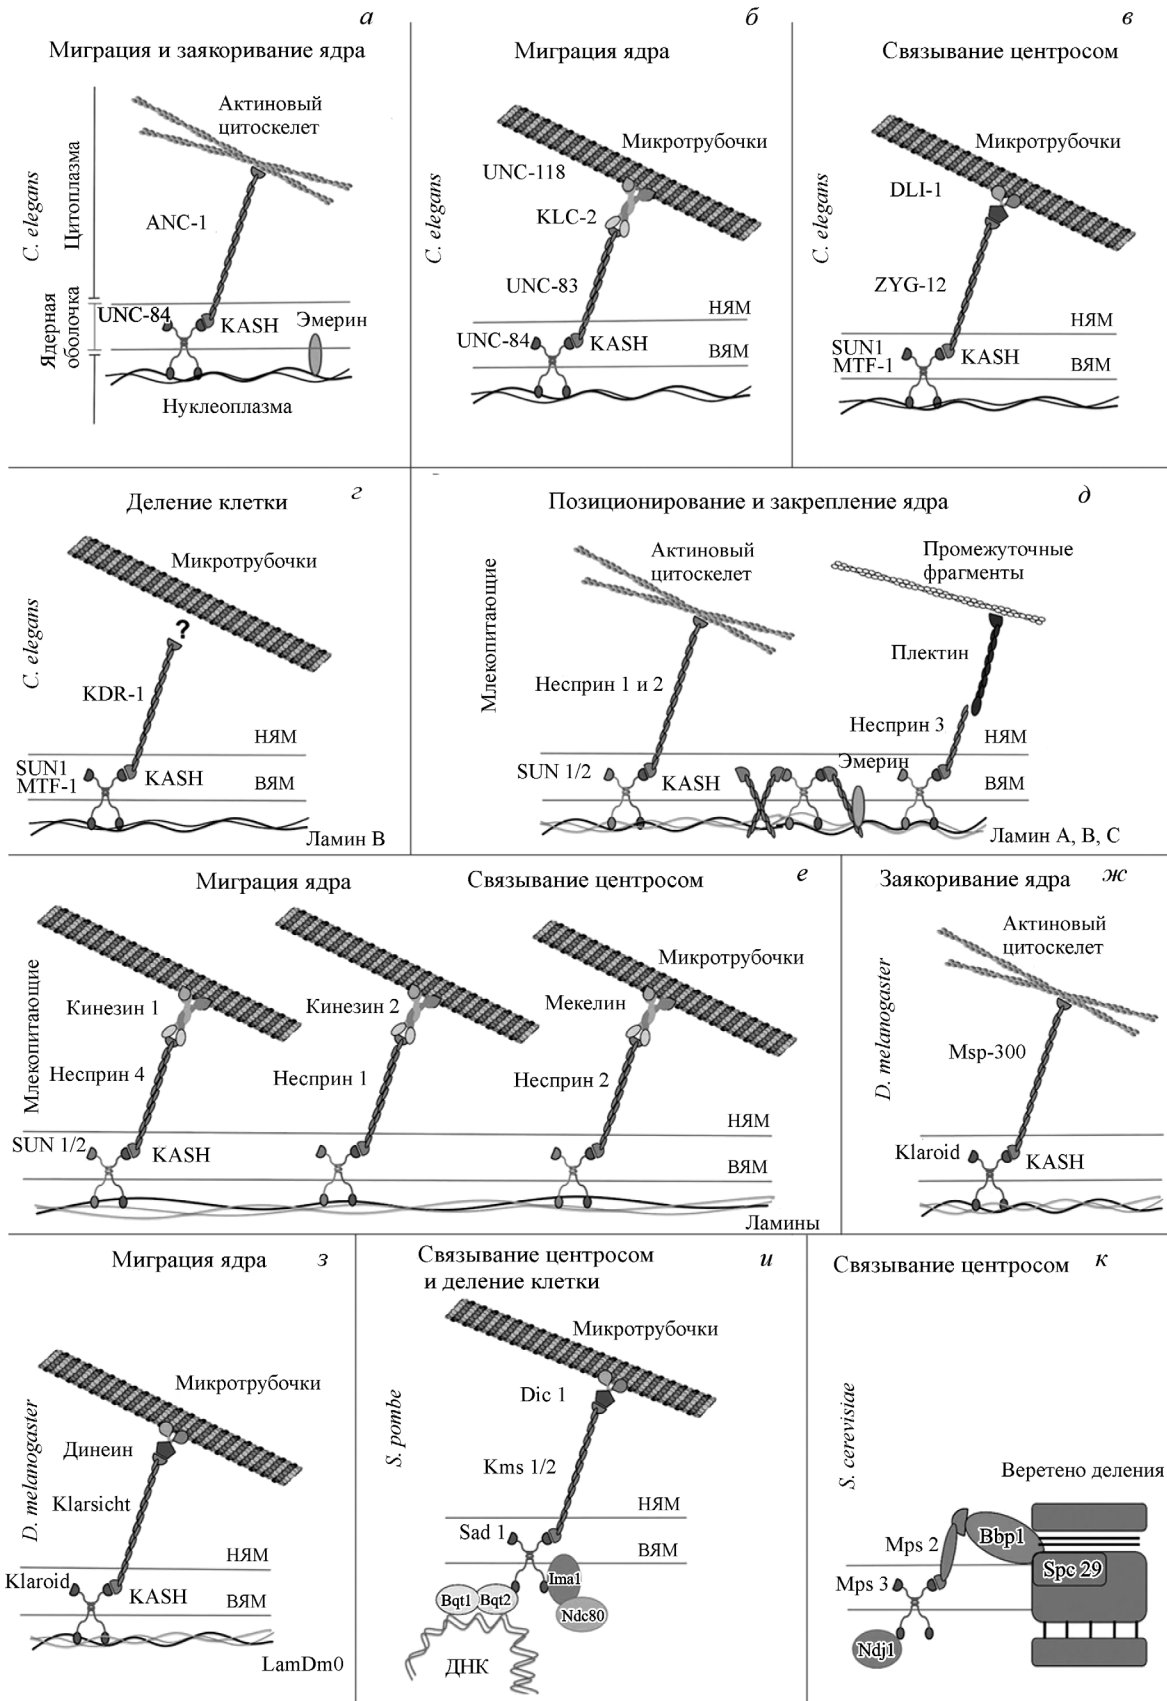 а
Миграция и заякоривание ядра
Актиновый
цитоскелет
C. elegans
Цитоплазма
ANC-1
Ядерная
оболочка
UNC-84
KASH
Эмерин
Нуклеоплазма
б
Миграция ядра
Микротрубочки
UNC-118
C. elegans
KLC-2
UNC-83
НЯМ
UNC-84
KASH
ВЯМ
в
Связывание центросом
Микротрубочки
DLI-1
C. elegans
ZYG-12
НЯМ
SUN1
MTF-1
KASH
ВЯМ
г
Деление клетки
Микротрубочки
?
C. elegans
KDR-1
НЯМ
SUN1
MTF-1
KASH
ВЯМ
Ламин В
д
Позиционирование и закрепление ядра
Актиновый
цитоскелет
Промежуточные
фрагменты
Млекопитающие
Плектин
Несприн 1 и 2
Несприн 3
НЯМ
SUN 1/2
KASH
Эмерин
ВЯМ
Ламин А, В, С
е
Миграция ядра
Связывание центросом
Микротрубочки
Млекопитающие
Кинезин 1
Кинезин 2
Мекелин
Несприн 4
Несприн 1
Несприн 2
НЯМ
SUN 1/2
KASH
ВЯМ
Ламины
ж
Заякоривание ядра
Актиновый
цитоскелет
D. melanogaster
Msp-300
Klaroid
KASH
з
Миграция ядра
Микротрубочки
D. melanogaster
Динеин
Klarsicht
НЯМ
Klaroid
KASH
ВЯМ
LamDm0
и
Связывание центросом
и деление клетки
Микротрубочки
Dic 1
S. pombe
Kms 1/2
НЯМ
Sad 1
ВЯМ
Ima1
Bqt1
Bqt2
Ndc80
ДНК
к
Связывание центросом
S. cerevisiae
Веретено деления
Mps 2
Bbp1
Spc 29
Mps 3
Ndj1